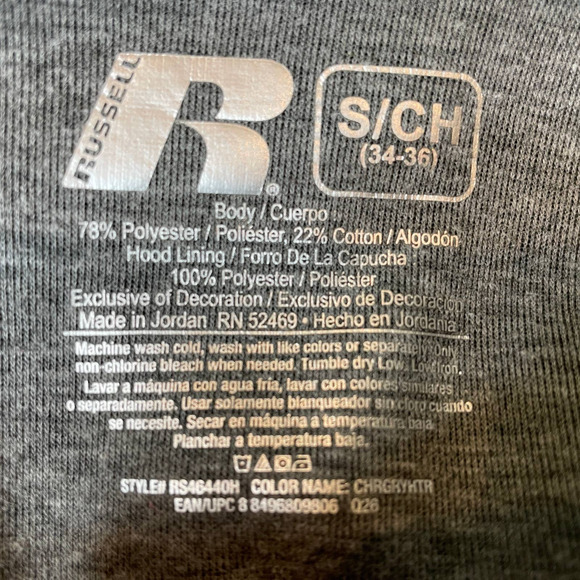 RUSSELL
R ®
S/CH
(34-36)
Body / Cuerpo
78% Polyester / Poliéster, 22% Cotton / Algodón
Hood Lining / Forro De La Capucha
100% Polyester / Poliéster
Exclusive of Decoration / Exclusivo de Decoración
Made in Jordan RN 52469 • Hecho en Jordania
Machine wash cold, wash with like colors or separately. Only
non-chlorine bleach when needed. Tumble dry Low. Low Iron.
Lavar a máquina con agua fría, lavar con colores similares
o separadamente. Usar solamente blanqueador sin cloro cuando
se necesite. Secar en máquina a temperatura baja.
Planchar a temperatura baja.
STYLE# RS46440H COLOR NAME: CHRGRYHTR
EAN/UPC 8 8496809806 Q26